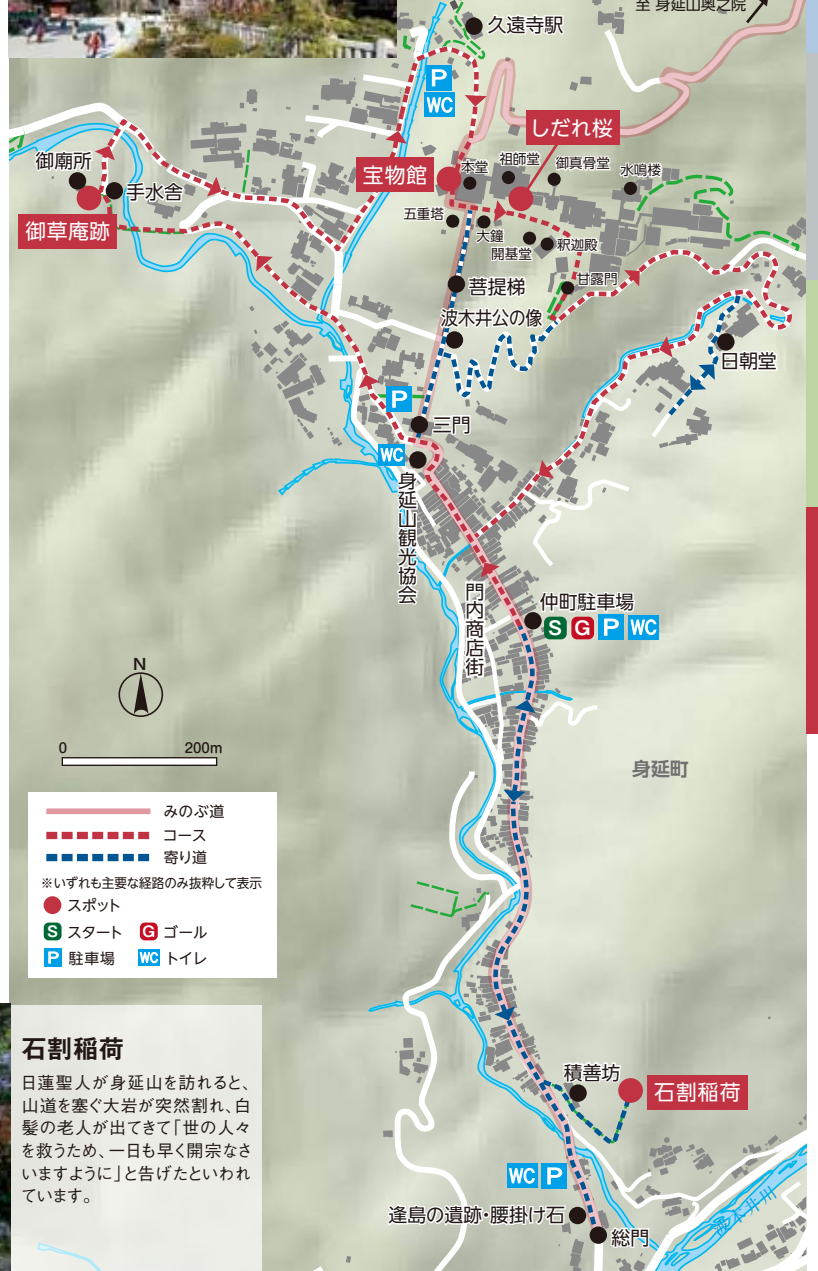 至 身延山奥之院
久遠寺駅
P
WC
しだれ桜
御廟所
手水舎
御草庵跡
宝物館
本堂
祖師堂
御真骨堂
水鳴楼
五重塔
大鐘
開基堂
釈迦殿
甘露門
菩提梯
波木井公の像
日朝堂
P
三門
WC
身延山観光協会
門内商店街
仲町駐車場
S G P WC
N
0 200m
身延町
みのぶ道
コース
寄り道
※いずれも主要な経路のみ抜粋して表示
スポット
S スタート G ゴール
P 駐車場 WC トイレ
石割稲荷
日蓮聖人が身延山を訪れると、
山道を塞ぐ大岩が突然割れ、白
髪の老人が出てきて「世の人々
を救うため、一日も早く開宗なさ
いますように」と告げたといわれ
ています。
積善坊
石割稲荷
WC P
逢島の遺跡・腰掛け石
総門
波木井川